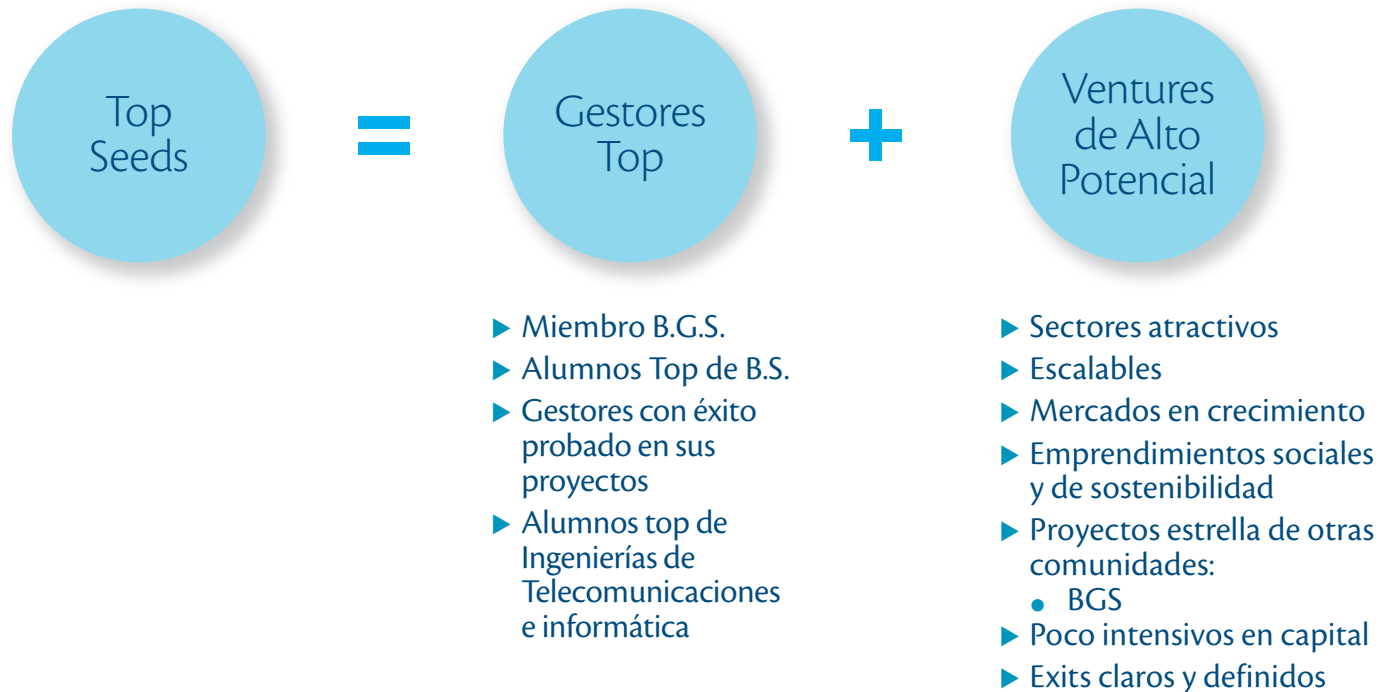 Top
Seeds
=
Gestores
Top
+
Ventures
de Alto
Potencial
▶ Miembro B.G.S.
▶ Alumnos Top de B.S.
▶ Gestores con éxito
probado en sus
proyectos
▶ Alumnos top de
Ingenierías de
Telecomunicaciones
e informática
▶ Sectores atractivos
▶ Escalables
▶ Mercados en crecimiento
▶ Emprendimientos sociales
y de sostenibilidad
▶ Proyectos estrella de otras
comunidades:
● BGS
▶ Poco intensivos en capital
▶ Exits claros y definidos